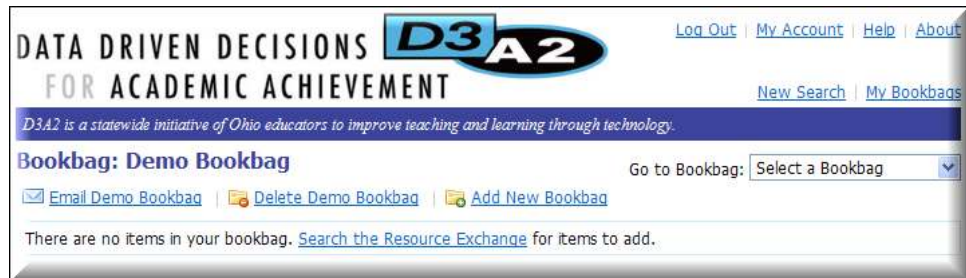 DATA DRIVEN DECISIONS D3A2
FOR ACADEMIC ACHIEVEMENT
Log Out | My Account | Help | About
New Search | My Bookbags
D3A2 is a statewide initiative of Ohio educators to improve teaching and learning through technology.
Bookbag: Demo Bookbag
Go to Bookbag: Select a Bookbag
Email Demo Bookbag | Delete Demo Bookbag | Add New Bookbag
There are no items in your bookbag. Search the Resource Exchange for items to add.